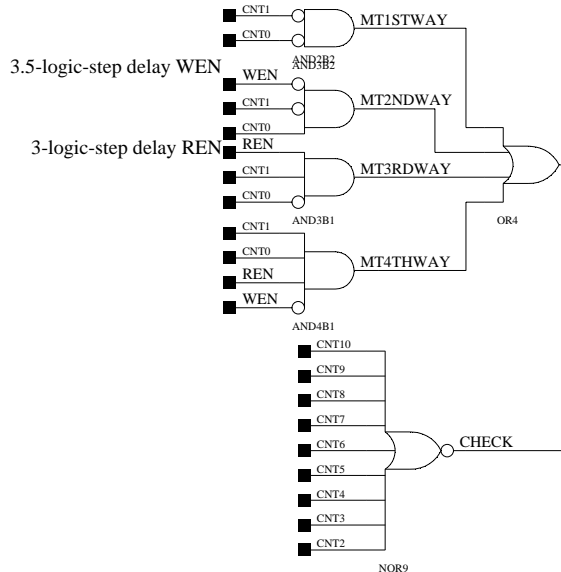 CNT1
MT1STWAY
CNT0
AND2B2
AND3B2
3.5-logic-step delay WEN
WEN
CNT1
MT2NDWAY
CNT0
3-logic-step delay REN
REN
CNT1
MT3RDWAY
CNT0
AND3B1
OR4
CNT1
CNT0
MT4THWAY
REN
WEN
AND4B1
CNT10
CNT9
CNT8
CNT7
CNT6
CHECK
CNT5
CNT4
CNT3
CNT2
NOR9